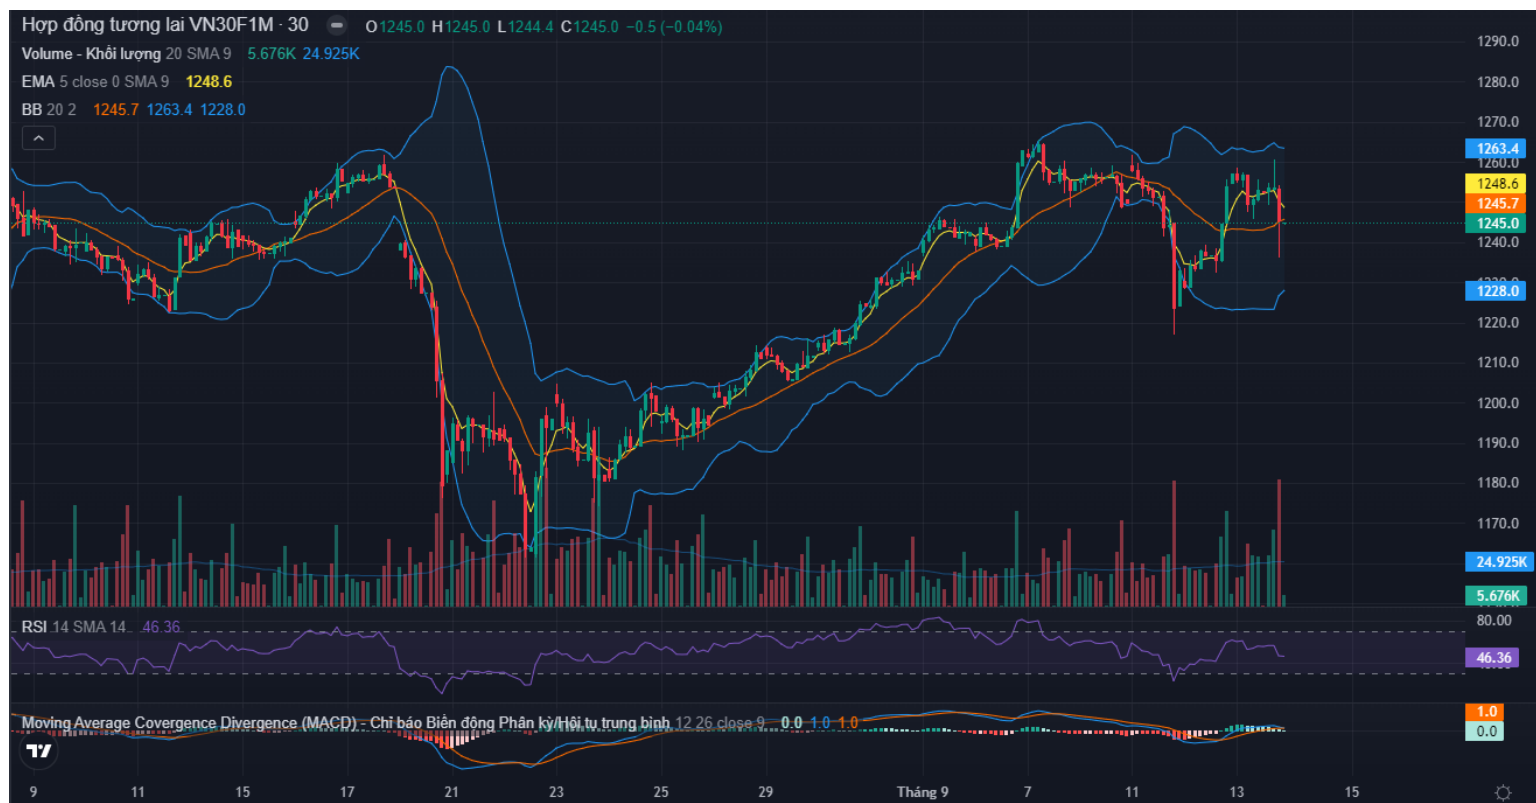 Hợp đồng tương lai VN30F1M · 30 O1245.0 H1245.0 L1244.4 C1245.0 −0.5 (−0.04%)
Volume - Khối lượng 20 SMA 9 5.676K 24.925K
EMA 5 close 0 SMA 9 1248.6
BB 20 2 1245.7 1263.4 1228.0
1290.0
1280.0
1270.0
1263.4
1260.0
1248.6
1245.7
1245.0
1240.0
1230.0
1228.0
1220.0
1210.0
1200.0
1190.0
1180.0
1170.0
24.925K
5.676K
RSI 14 SMA 14 46.36
80.00
46.36
Moving Average Covergence Divergence (MACD) - Chỉ báo Biến động Phân kỳ/Hội tụ trung bình 12 26 close 9 0.0 1.0 1.0
1.0
0.0
9 11 15 17 21 23 25 29 Tháng 9 7 11 13 15